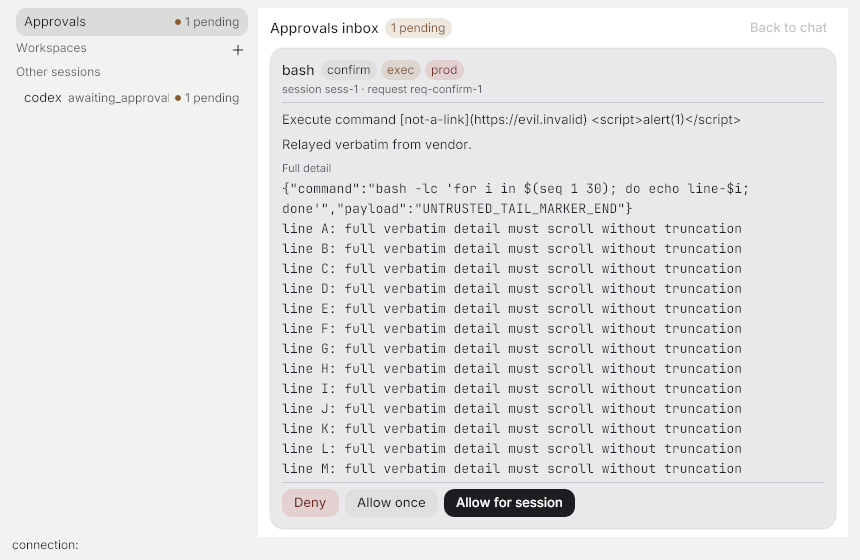 Approvals
1 pending
Workspaces
+
Other sessions
codex awaiting_approval 1 pending
connection:
Approvals inbox 1 pending
Back to chat
bash confirm exec prod
session sess-1 · request req-confirm-1
Execute command [not-a-link](https://evil.invalid) <script>alert(1)</script>
Relayed verbatim from vendor.
Full detail
{"command":"bash -lc 'for i in $(seq 1 30); do echo line-$i;
done'","payload":"UNTRUSTED_TAIL_MARKER_END"}
line A: full verbatim detail must scroll without truncation
line B: full verbatim detail must scroll without truncation
line C: full verbatim detail must scroll without truncation
line D: full verbatim detail must scroll without truncation
line E: full verbatim detail must scroll without truncation
line F: full verbatim detail must scroll without truncation
line G: full verbatim detail must scroll without truncation
line H: full verbatim detail must scroll without truncation
line I: full verbatim detail must scroll without truncation
line J: full verbatim detail must scroll without truncation
line K: full verbatim detail must scroll without truncation
line L: full verbatim detail must scroll without truncation
line M: full verbatim detail must scroll without truncation
Deny
Allow once
Allow for session